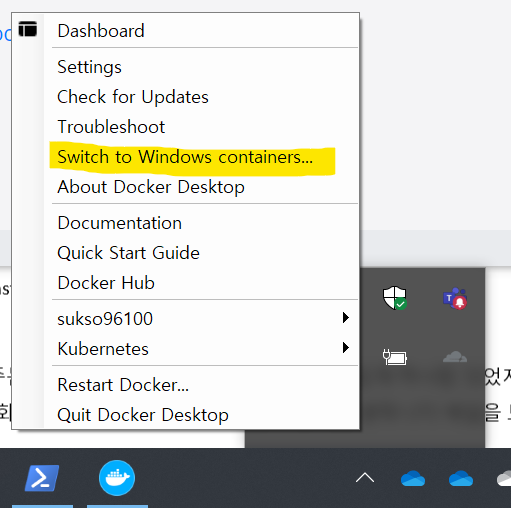 Dashboard
Settings
Check for Updates
Troubleshoot
Switch to Windows containers...
About Docker Desktop
Documentation
Quick Start Guide
Docker Hub
sukso96100
Kubernetes
Restart Docker...
Quit Docker Desktop